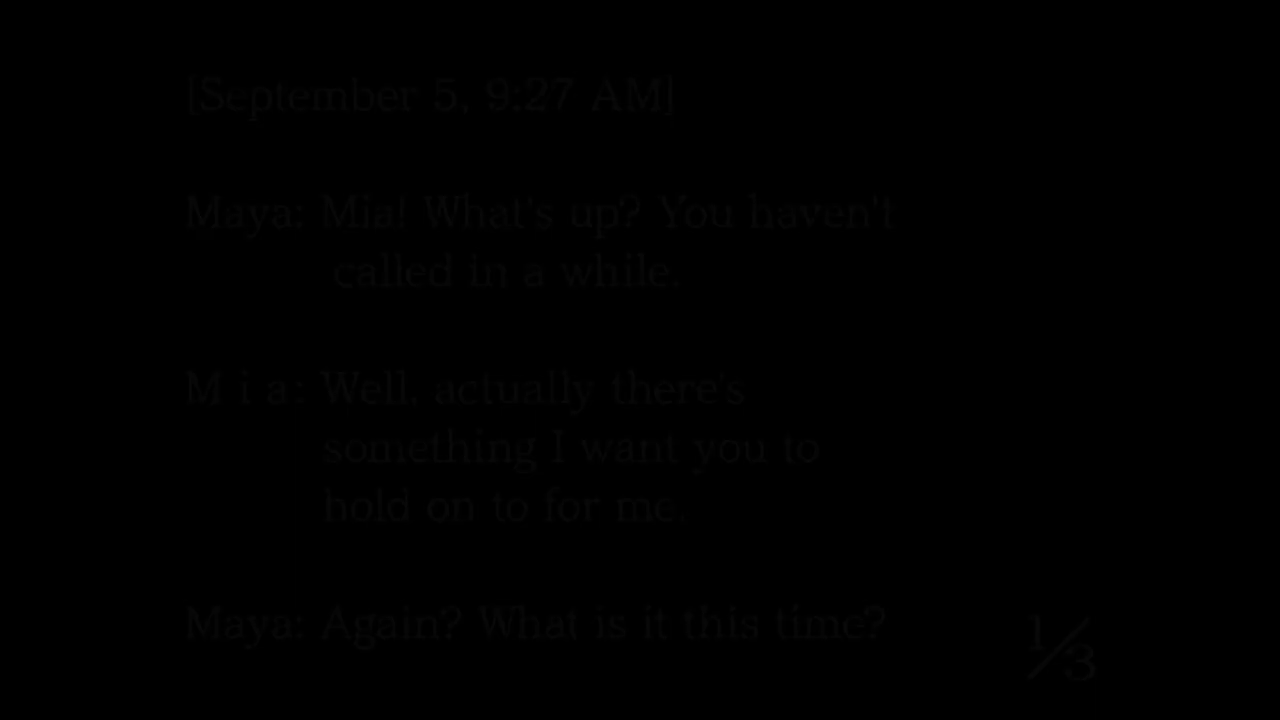 [September 5, 9:27 AM]
Maya: Mia! What's up? You haven't
called in a while.
M i a: Well, actually there's
something I want you to
hold on to for me.
Maya: Again? What is it this time?
1/3